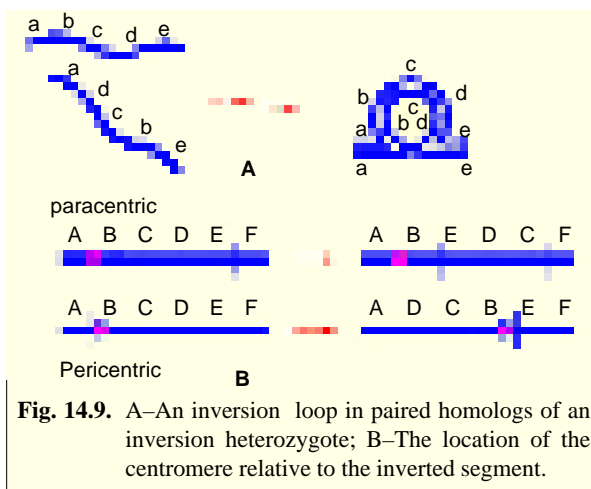 a b c d e
a
d
c
b
e
c
b d
c
b d
a e
a e
A
paracentric
A B C D E F A B E D C F
A B C D E F A D C B E F
Pericentric
B
Fig. 14.9. A–An inversion loop in paired homologs of an
inversion heterozygote; B–The location of the
centromere relative to the inverted segment.